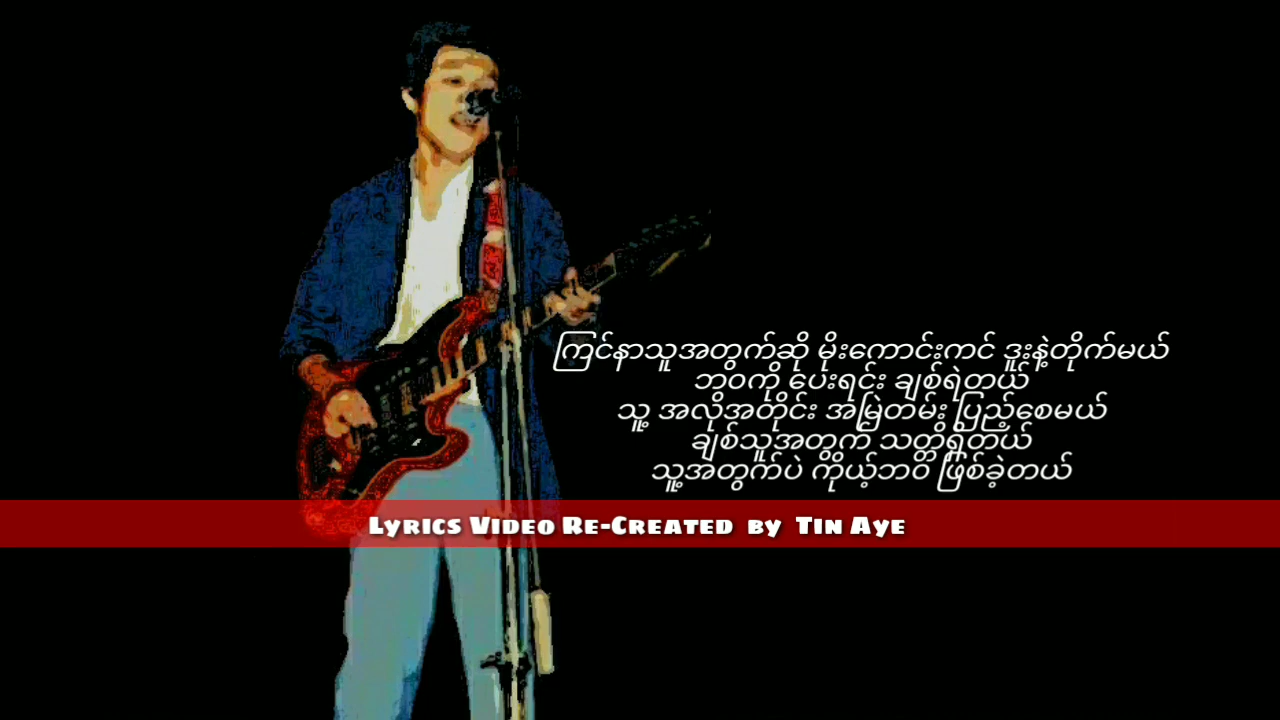 ကြင်နာသူအတွက်ဆို မိုးကောင်းကင် ဒူးနဲ့တိုက်မယ်
ဘဝကို ပေးရင်း ချစ်ရဲတယ်
သူ့ အလိုအတိုင်း အမြဲတမ်း ပြည့်စေမယ်
ချစ်သူအတွက် သတ္တိရှိတယ်
သူ့အတွက်ပဲ ကိုယ့်ဘဝ ဖြစ်ခဲ့တယ်
Lyrics Video Re-Created by Tin Aye